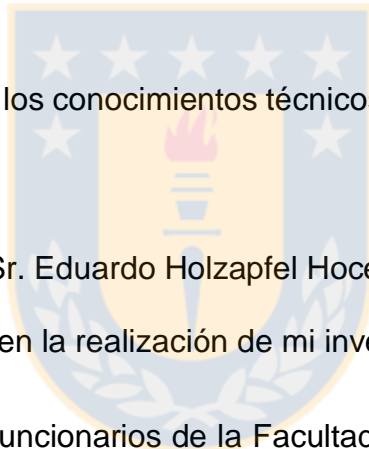 los conocimientos técnicos
Sr. Eduardo Holzapfel Hoce
en la realización de mi inve
uncionarios de la Facultad